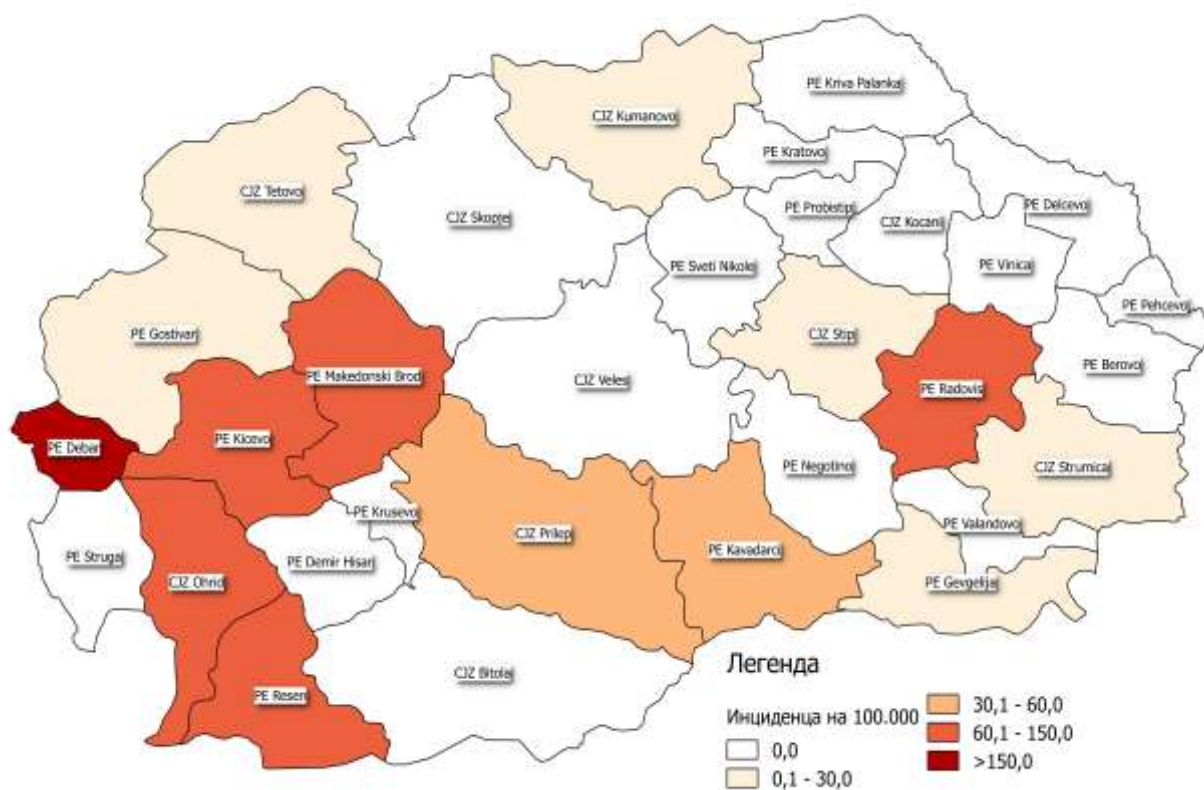 PE Kriva Palanka
CJZ Kumanovo
PE Kratovo
CJZ Tetovo
PE Probistip
PE Delcevo
CJZ Skopje
CJZ Kocani
PE Sveti Nikole
PE Vinica
PE Pehcevo
PE Gostivar
CJZ Stip
PE Berovo
PE Makedonski Brod
CJZ Veles
PE Radovis
PE Kicevo
PE Debar
PE Negotino
CJZ Strumica
PE Krusevo
PE Valandovo
CJZ Prilep
PE Kavadarci
PE Struga
PE Demir Hisar
CJZ Ohrid
PE Gevgelija
CJZ Bitola
PE Resen
Легенда
Инциденца на 100.000
0,0
0,1 - 30,0
30,1 - 60,0
60,1 - 150,0
>150,0